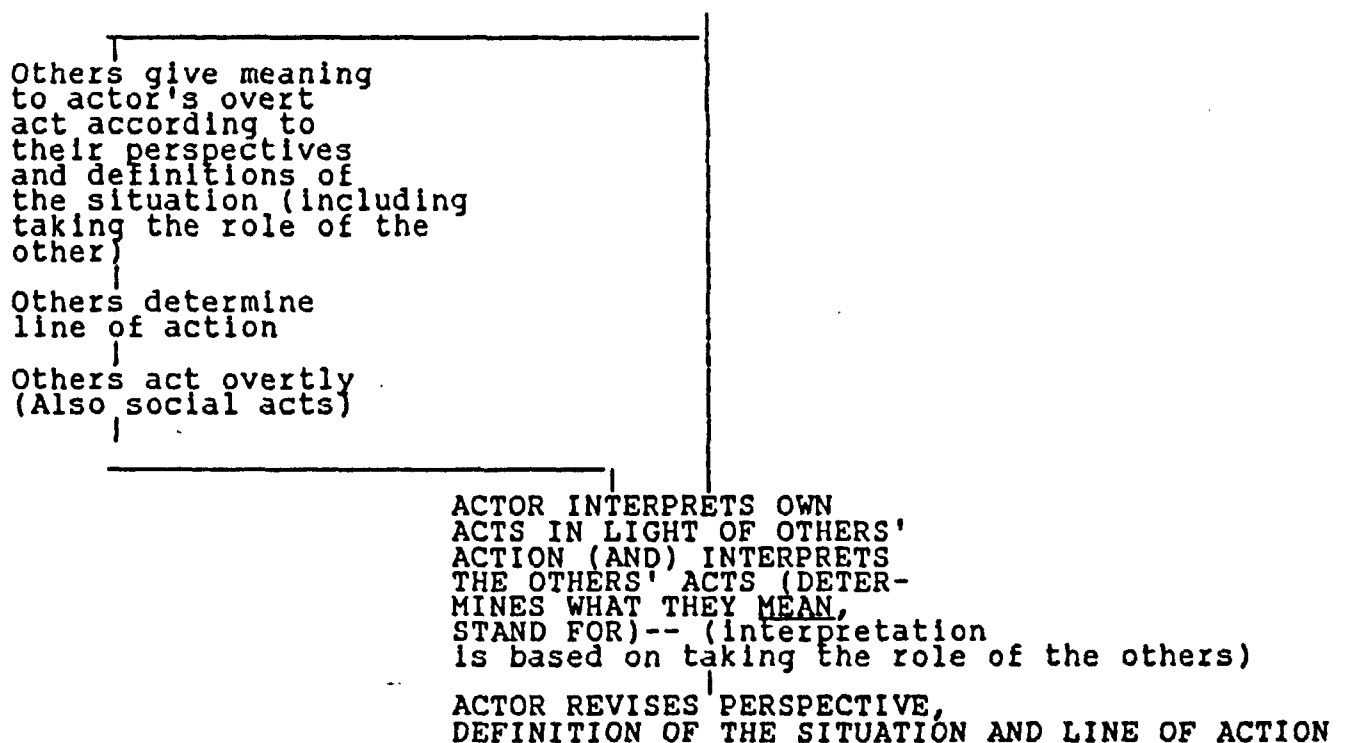 Others give meaning
to actor's overt
act according to
their perspectives
and definitions of
the situation (including
taking the role of the
other)
Others determine
line of action
Others act overtly
(Also social acts)
ACTOR INTERPRETS OWN
ACTS IN LIGHT OF OTHERS'
ACTION (AND) INTERPRETS
THE OTHERS' ACTS (DETER-
MINES WHAT THEY MEAN,
STAND FOR)-- (interpretation
is based on taking the role of the others)
ACTOR REVISES PERSPECTIVE,
DEFINITION OF THE SITUATION AND LINE OF ACTION